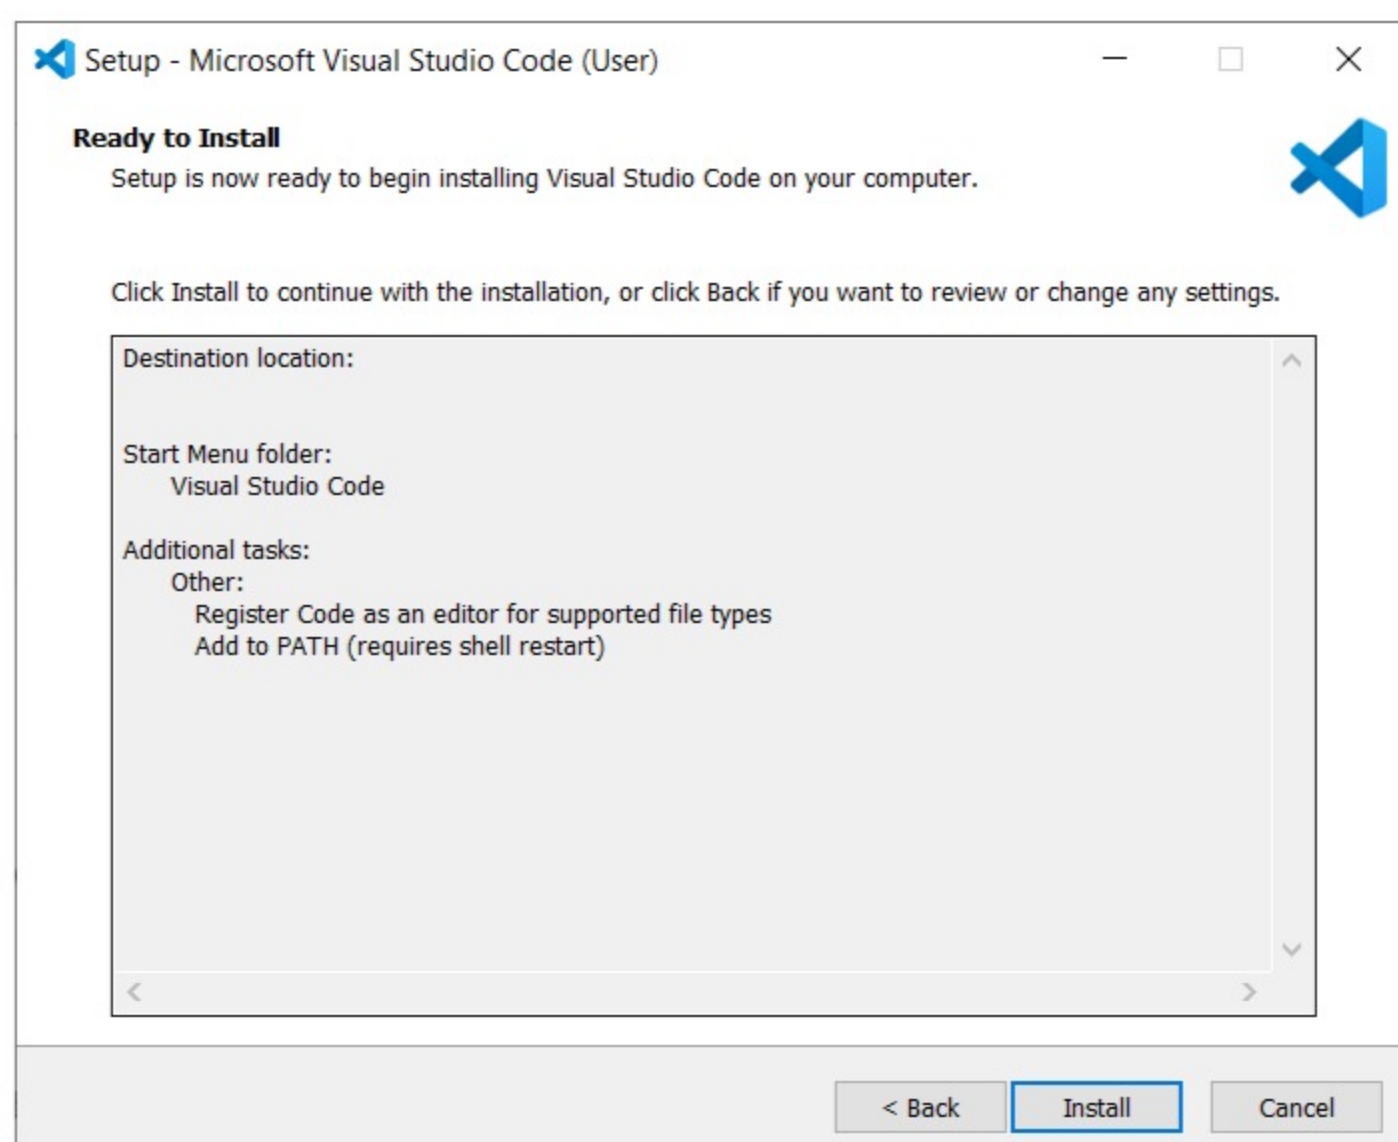 Setup - Microsoft Visual Studio Code (User)
Ready to Install
Setup is now ready to begin installing Visual Studio Code on your computer.
Click Install to continue with the installation, or click Back if you want to review or change any settings.
Destination location:
Start Menu folder:
Visual Studio Code
Additional tasks:
Other:
Register Code as an editor for supported file types
Add to PATH (requires shell restart)
< Back
Install
Cancel